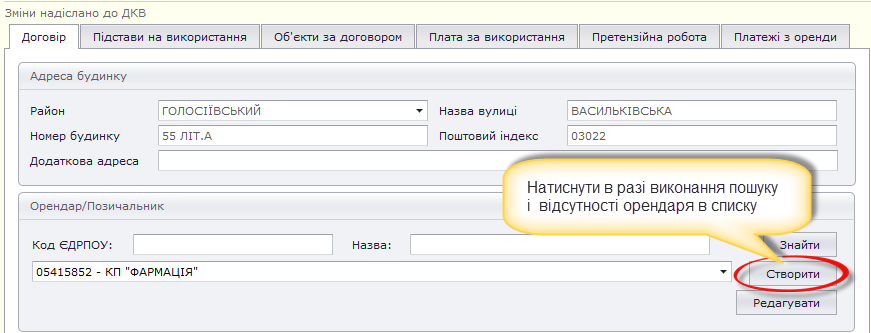 Зміни надіслано до ДКВ
Договір Підстави на використання Об'єкти за договором Плата за використання Претензійна робота Платежі з оренди
Адреса будинку
Район ГОЛОСІЇВСЬКИЙ Назва вулиці ВАСИЛЬКІВСЬКА
Номер будинку 55 ЛІТ.А Поштовий індекс 03022
Додаткова адреса
Натиснути в разі виконання пошуку
і відсутності орендаря в списку
Орендар/Позичальник
Код ЄДРПОУ: Назва: Знайти
05415852 - КП "ФАРМАЦІЯ" Створити
Редагувати